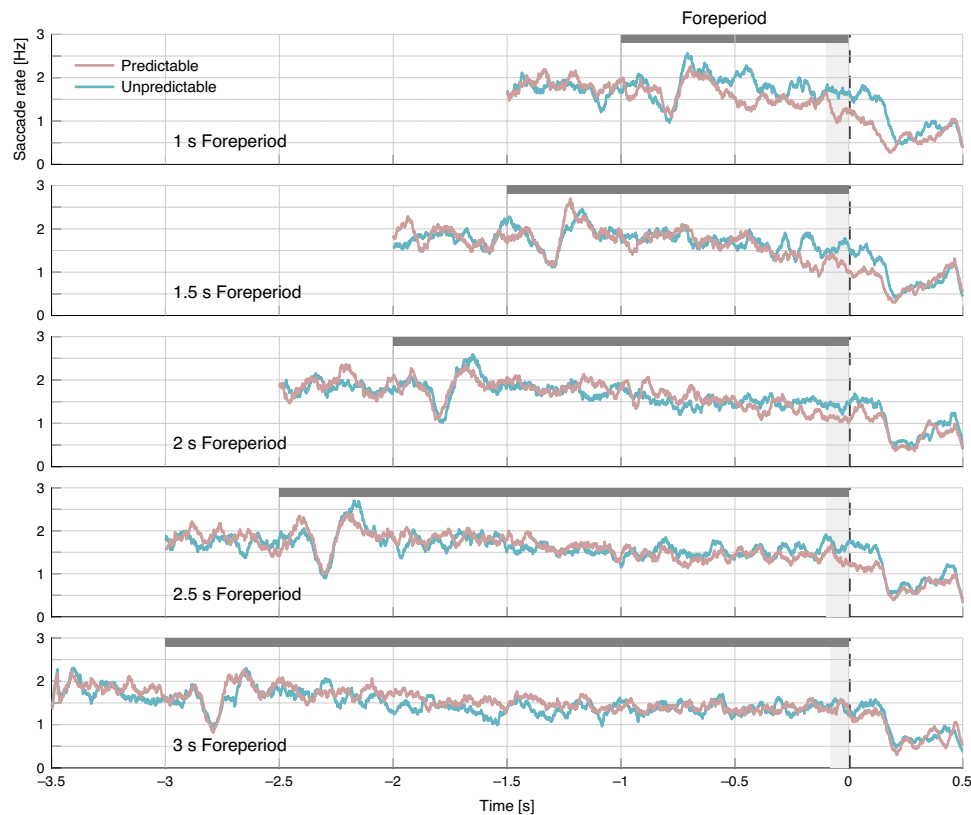 Foreperiod
Saccade rate [Hz]
3
2
1
0
Predictable
Unpredictable
1 s Foreperiod
3
2
1
0
1.5 s Foreperiod
3
2
1
0
2 s Foreperiod
3
2
1
0
2.5 s Foreperiod
3
2
1
0
3 s Foreperiod
−3.5 −3 −2.5 −2 −1.5 −1 −0.5 0 0.5
Time [s]